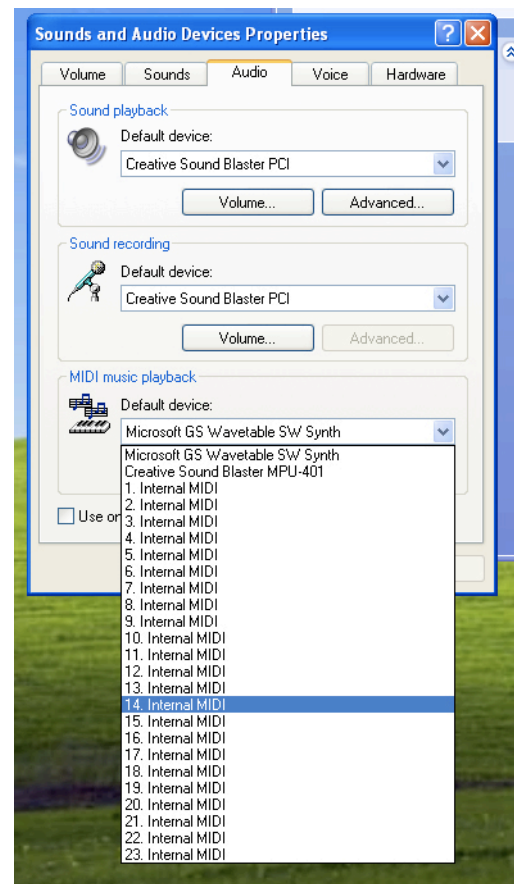 Sounds and Audio Devices Properties
Volume Sounds Audio Voice Hardware
Sound playback
Default device:
Creative Sound Blaster PCI
Volume... Advanced...
Sound recording
Default device:
Creative Sound Blaster PCI
Volume... Advanced...
MIDI music playback
Default device:
Microsoft GS Wavetable SW Synth
Microsoft GS Wavetable SW Synth
Creative Sound Blaster MPU-401
1. Internal MIDI
2. Internal MIDI
Use
3. Internal MIDI
4. Internal MIDI
5. Internal MIDI
6. Internal MIDI
7. Internal MIDI
8. Internal MIDI
9. Internal MIDI
10. Internal MIDI
11. Internal MIDI
12. Internal MIDI
13. Internal MIDI
14. Internal MIDI
15. Internal MIDI
16. Internal MIDI
17. Internal MIDI
18. Internal MIDI
19. Internal MIDI
20. Internal MIDI
21. Internal MIDI
22. Internal MIDI
23. Internal MIDI